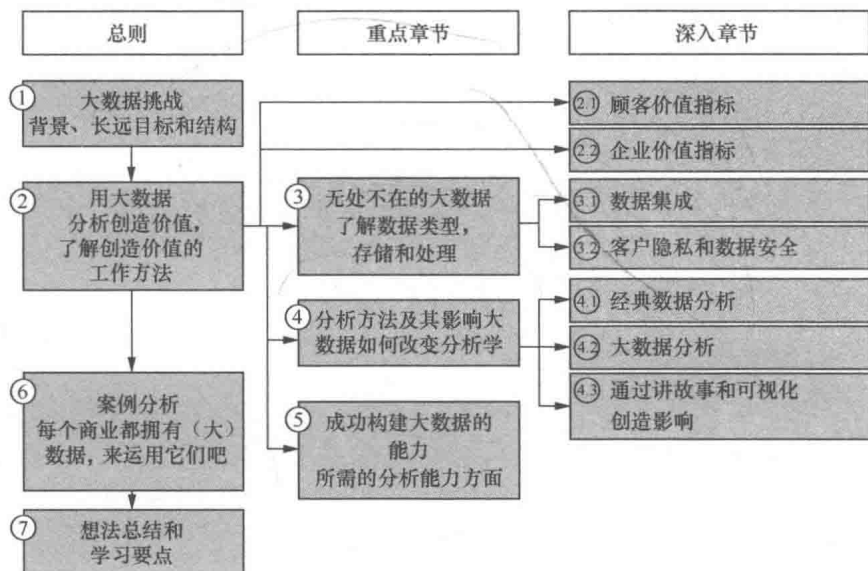 总则
重点章节
深入章节
① 大数据挑战
背景、长远目标和结构
② 用大数据
分析创造价值，
了解创造价值的
工作方法
⑥ 案例分析
每个商业都拥有（大）
数据，来运用它们吧
⑦ 想法总结和
学习要点
③ 无处不在的大数据
了解数据类型，
存储和处理
④ 分析方法及其影响大
数据如何改变分析学
⑤ 成功构建大数据的
能力
所需的分析能力方面
2.1 顾客价值指标
2.2 企业价值指标
3.1 数据集成
3.2 客户隐私和数据安全
4.1 经典数据分析
4.2 大数据分析
4.3 通过讲故事和可视化
创造影响